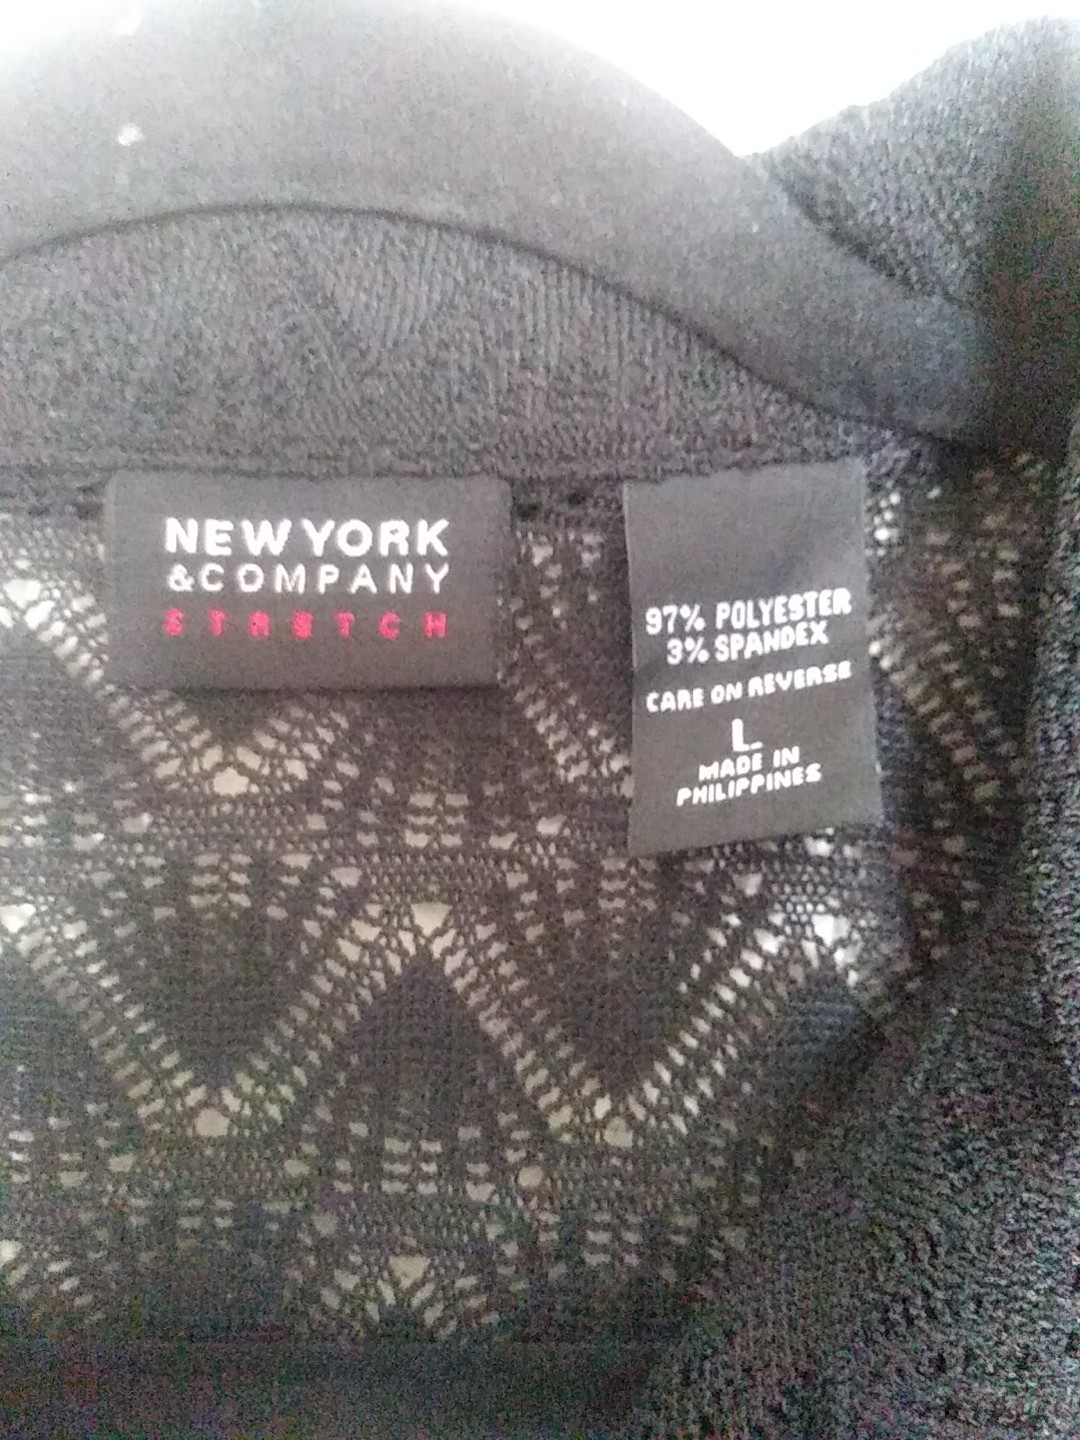 NEW YORK
&COMPANY
STRETCH
97% POLYESTER
3% SPANDEX
CARE ON REVERSE
L.
MADE IN
PHILIPPINES